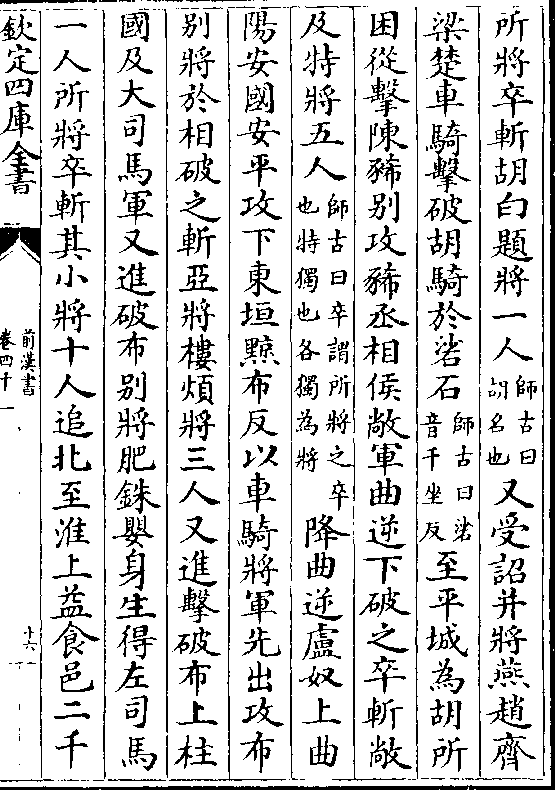 所將卒斬胡白題將一人師古曰胡名也又受詔并將燕趙齊
梁楚車騎擊破胡騎於硰石師古曰硰音千坐反至平城為胡所
困從擊陳豨别攻豨丞相侯敞軍曲逆下破之卒斬敞
及特將五人師古曰卒謂所將之卒也特獨也各獨為將降曲逆盧奴上曲
陽安國安平攻下東垣黥布反以車騎將軍先出攻布
别將於相破之斬亞將樓煩將三人又進擊破布上柱
國及大司馬軍又進破布别將肥銖嬰身生得左司馬
一人所將卒斬其小將十人追北至淮上益食邑二千
欽定四庫全書
前漢書
卷四十一
十六